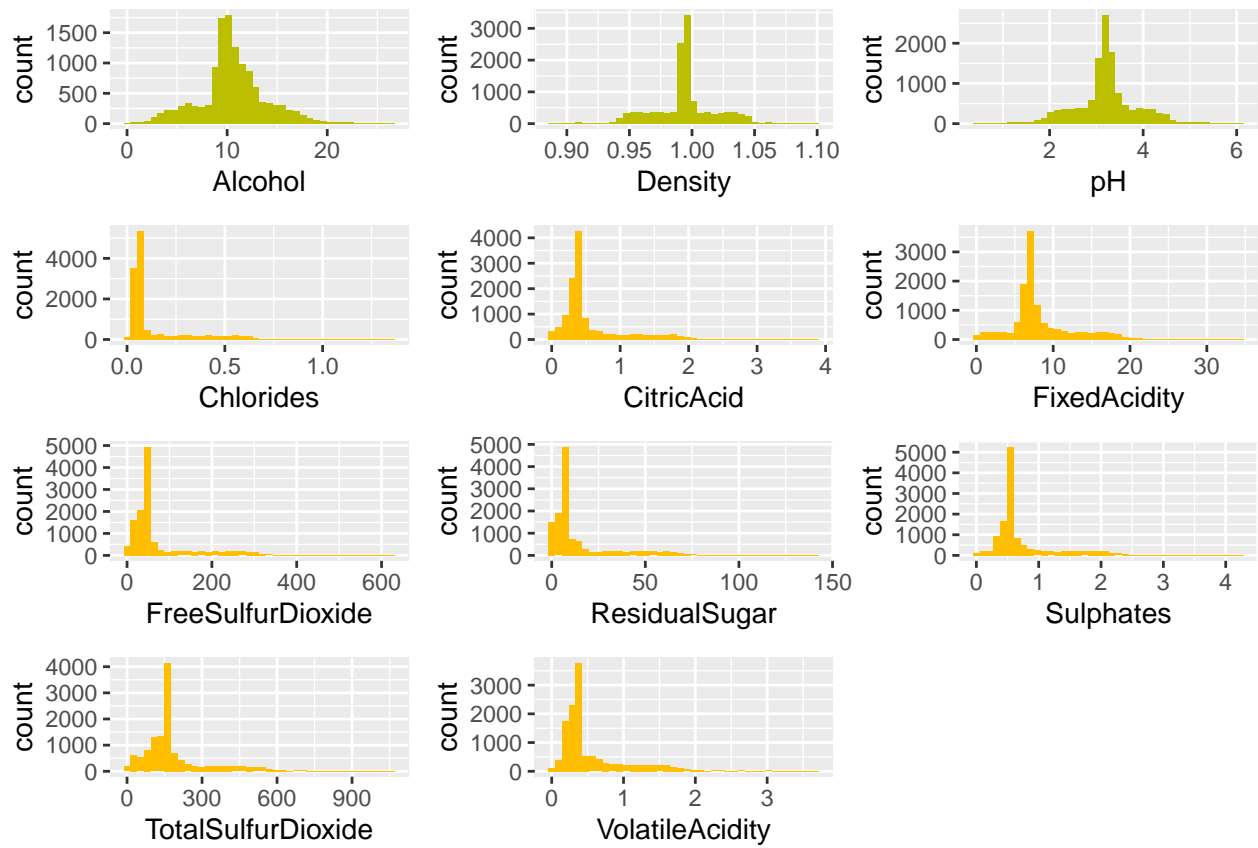 count
1500
1000
500
0
0 10 20
Alcohol
count
3000
2000
1000
0
0.90 0.95 1.00 1.05 1.10
Density
count
2000
1000
0
2 4 6
pH
count
4000
2000
0
0.0 0.5 1.0
Chlorides
count
4000
3000
2000
1000
0
0 1 2 3 4
CitricAcid
count
3000
2000
1000
0
0 10 20 30
FixedAcidity
count
5000
4000
3000
2000
1000
0
0 200 400 600
FreeSulfurDioxide
count
5000
4000
3000
2000
1000
0
0 50 100 150
ResidualSugar
count
5000
4000
3000
2000
1000
0
0 1 2 3 4
Sulphates
count
4000
3000
2000
1000
0
0 300 600 900
TotalSulfurDioxide
count
3000
2000
1000
0
0 1 2 3
VolatileAcidity